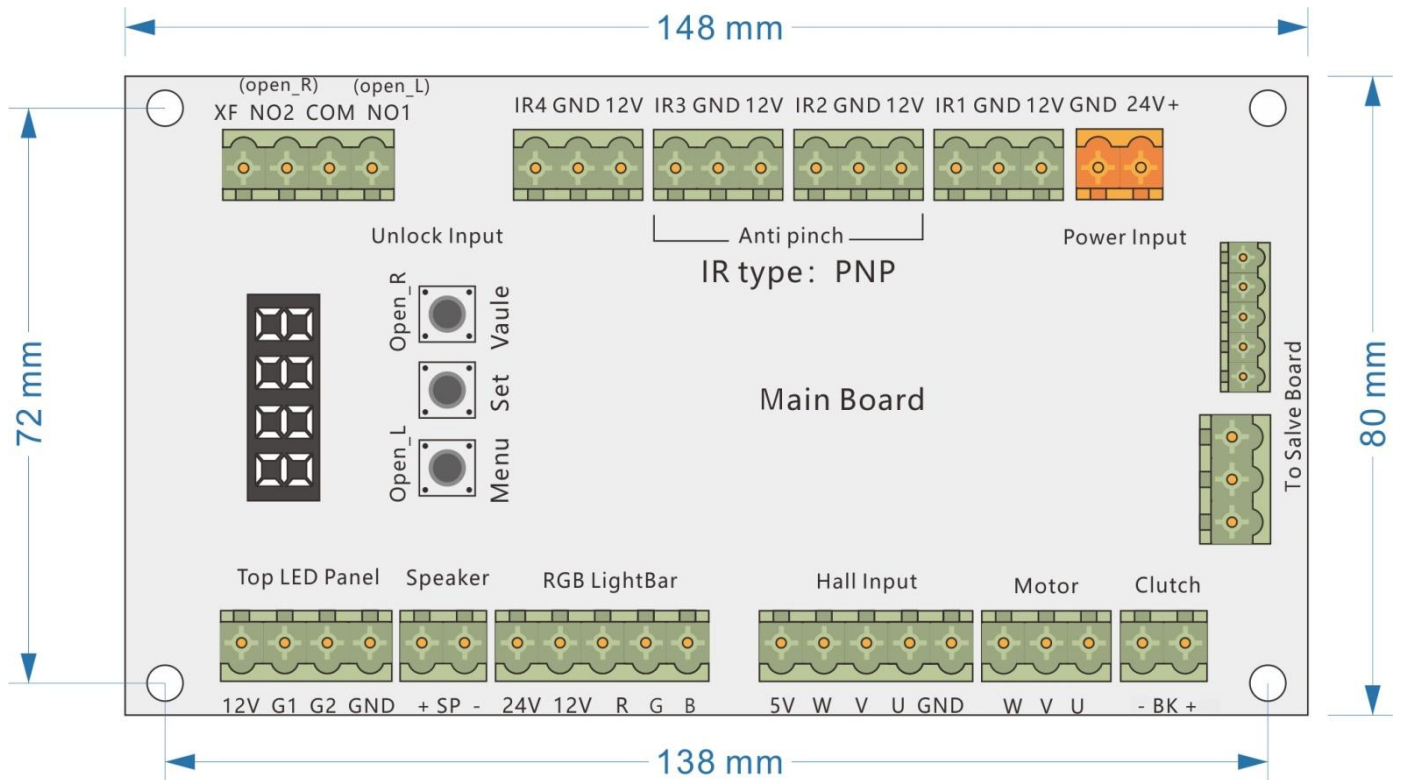 148 mm
(open_R) (open_L)
XF NO2 COM NO1
IR4 GND 12V IR3 GND 12V IR2 GND 12V IR1 GND 12V GND 24V+
Unlock Input
Anti pinch
Power Input
IR type: PNP
Open_R
Vaule
Set
Open_L
Menu
Main Board
To Salve Board
72 mm
80 mm
Top LED Panel Speaker RGB LightBar Hall Input Motor Clutch
12V G1 G2 GND + SP - 24V 12V R G B 5V W V U GND W V U - BK +
138 mm